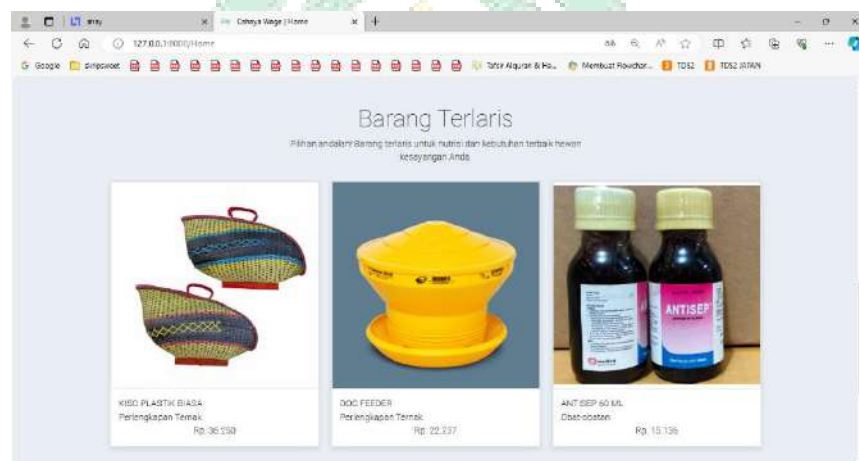 Cahaya Wage | Home
127.0.0.1:8000/Home
Google
Tafsir Alquran & Ha...
Membuat Flowchar...
TDS2
TDS2 JATAN
Barang Terlaris
Pilihan andalan! Barang terlaris untuk nutrisi dan kebutuhan terbaik hewan
kesayangan Anda
ANTISEP
KISO PLASTIK BIASA
Perlengkapan Ternak
Rp. 36.250
DOC FEEDER
Perlengkapan Ternak
Rp. 22.237
ANTISEP 60 ML
Obat-obatan
Rp. 15.136